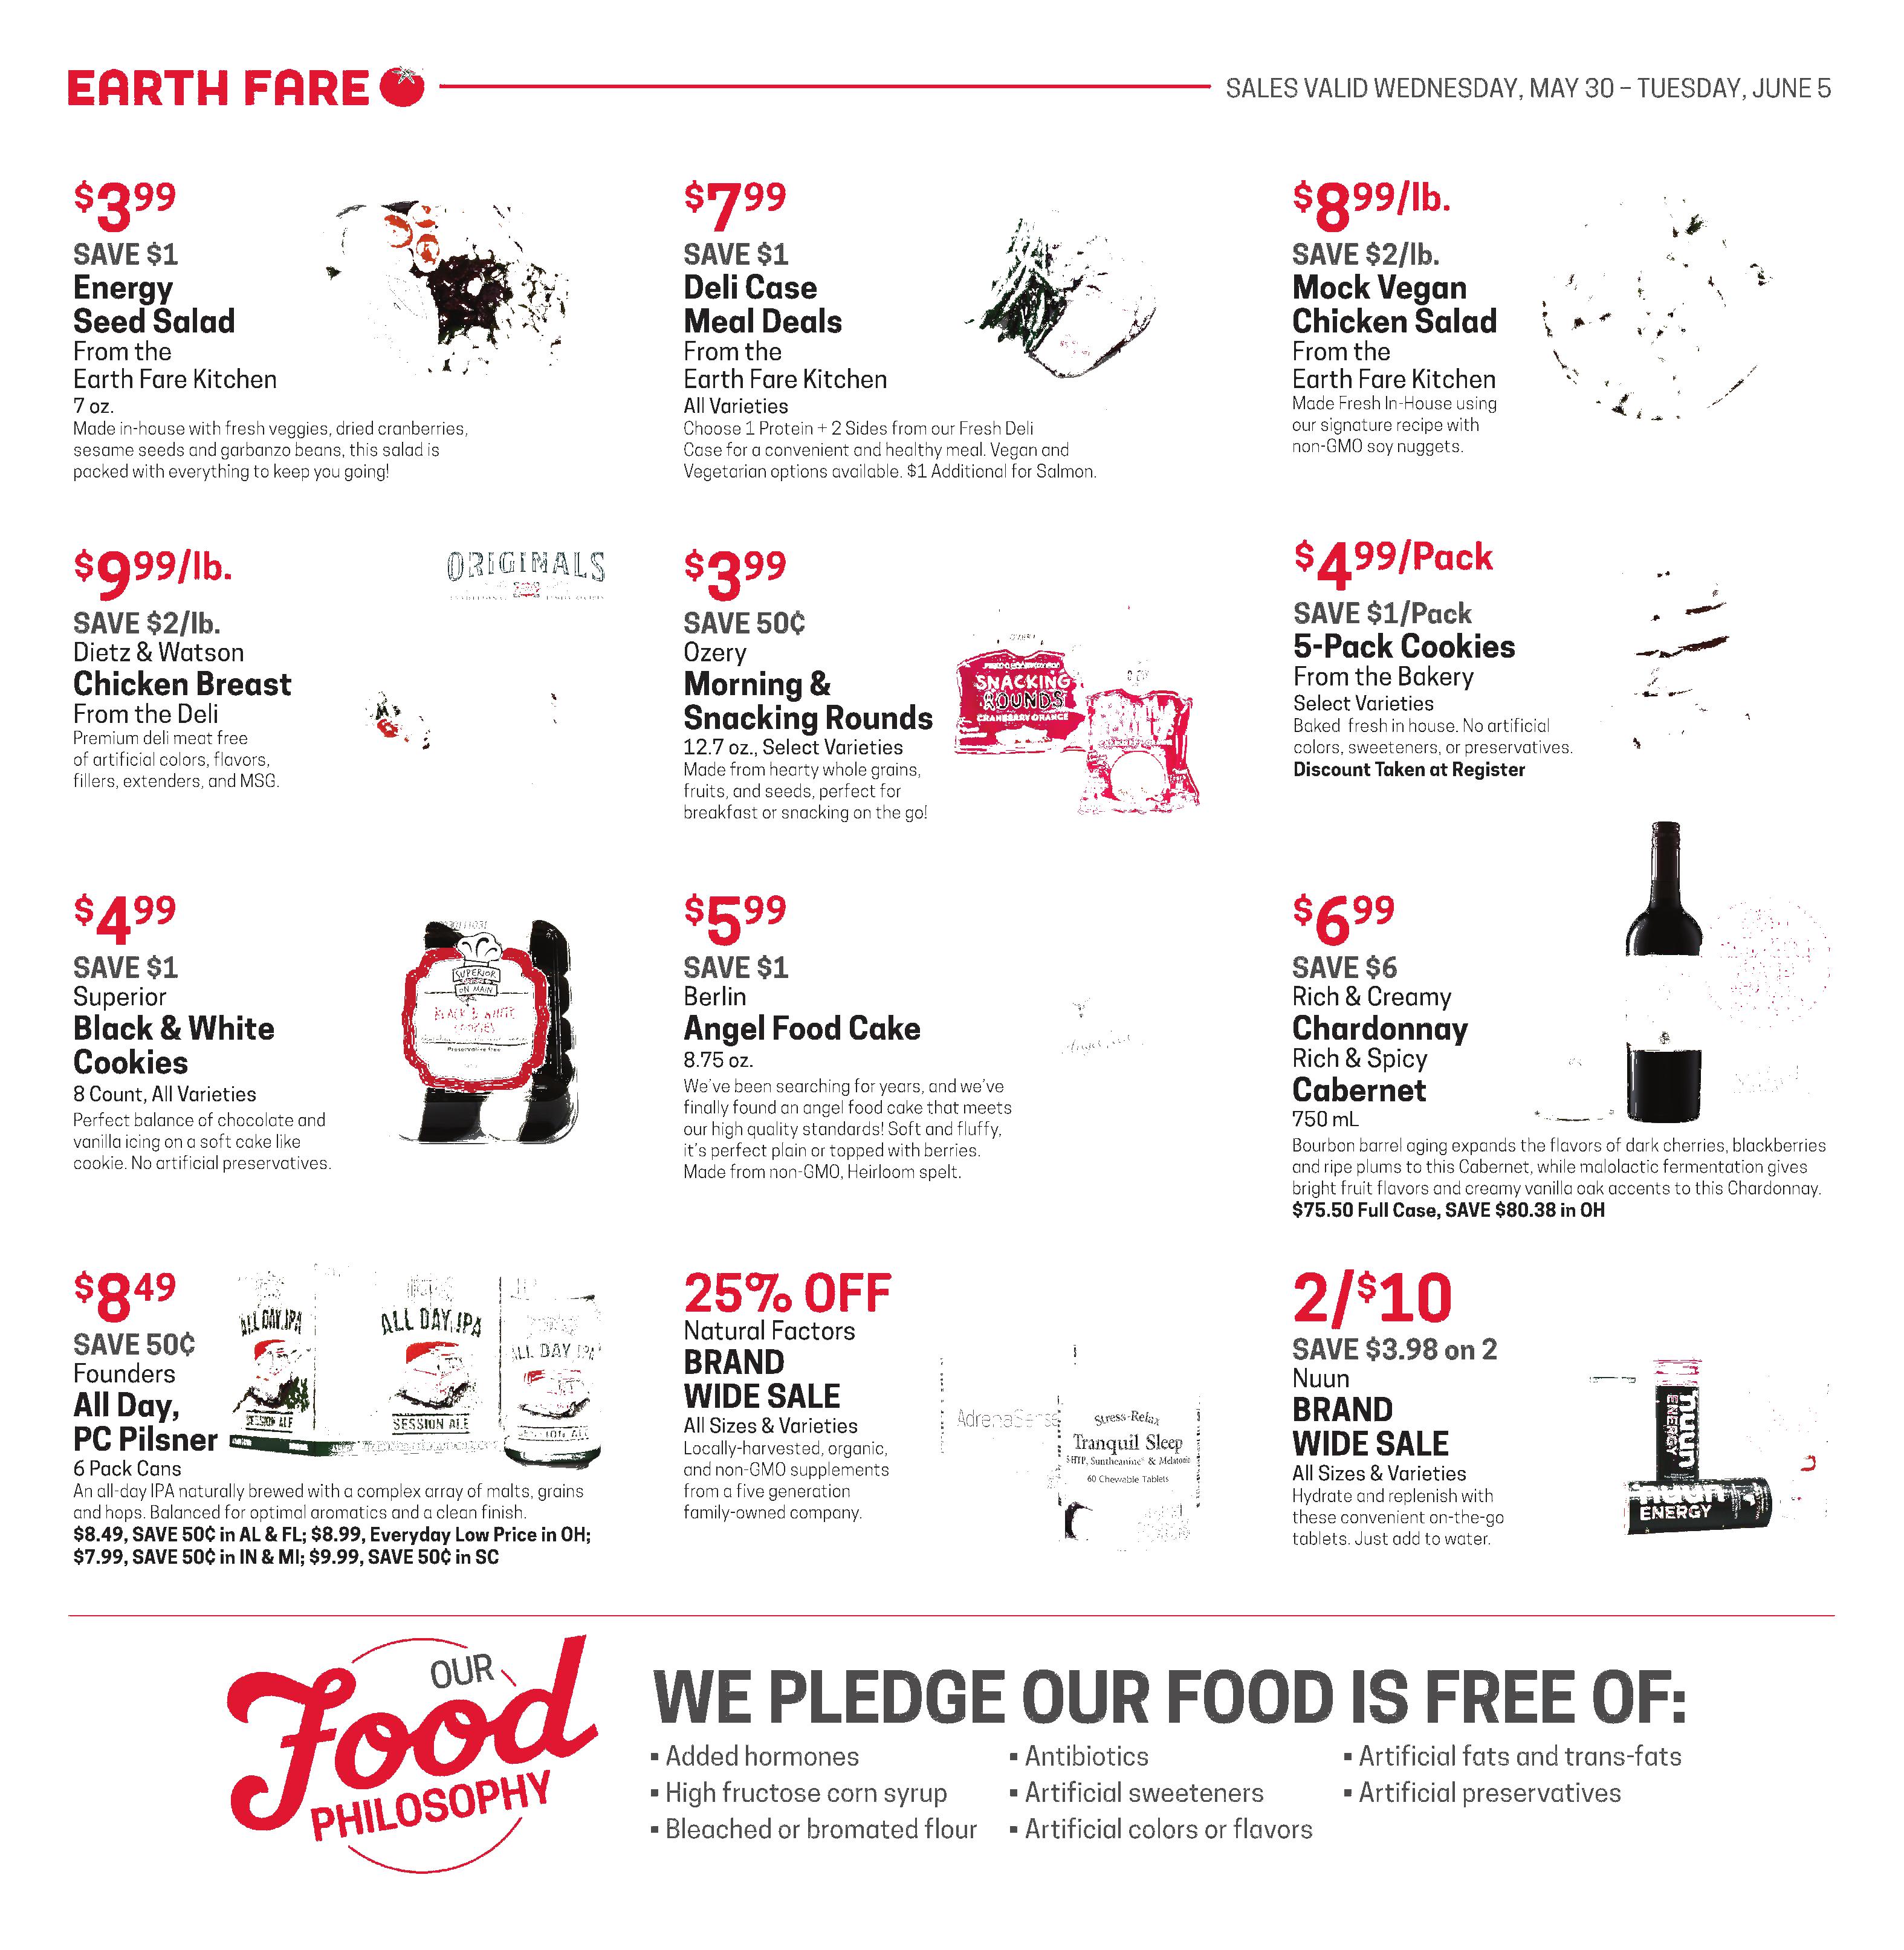 EARTH FARE
SALES VALID WEDNESDAY, MAY 30 – TUESDAY, JUNE 5
$3 99
SAVE $1
Energy
Seed Salad
From the
Earth Fare Kitchen
7 oz.
Made in-house with fresh veggies, dried cranberries,
sesame seeds and garbanzo beans, this salad is
packed with everything to keep you going!
$7 99
SAVE $1
Deli Case
Meal Deals
From the
Earth Fare Kitchen
All Varieties
Choose 1 Protein + 2 Sides from our Fresh Deli
Case for a convenient and healthy meal. Vegan and
Vegetarian options available. $1 Additional for Salmon.
$8 99/lb.
SAVE $2/lb.
Mock Vegan
Chicken Salad
From the
Earth Fare Kitchen
Made Fresh In-House using
our signature recipe with
non-GMO soy nuggets.
$9 99/lb.
SAVE $2/lb.
Dietz & Watson
Chicken Breast
From the Deli
Premium deli meat free
of artificial colors, flavors,
fillers, extenders, and MSG.
ORIGINALS
$3 99
SAVE 50¢
Ozery
Morning &
Snacking Rounds
12.7 oz., Select Varieties
Made from hearty whole grains,
fruits, and seeds, perfect for
breakfast or snacking on the go!
SNACKING
ROUNDS
CRANBERRY ORANGE
$4 99/Pack
SAVE $1/Pack
5-Pack Cookies
From the Bakery
Select Varieties
Baked fresh in house. No artificial
colors, sweeteners, or preservatives.
Discount Taken at Register
$4 99
SAVE $1
Superior
Black & White
Cookies
8 Count, All Varieties
Perfect balance of chocolate and
vanilla icing on a soft cake like
cookie. No artificial preservatives.
SUPERIOR
ON MAIN
BLACK & WHITE
COOKIES
Preservative Free
$5 99
SAVE $1
Berlin
Angel Food Cake
8.75 oz.
We've been searching for years, and we've
finally found an angel food cake that meets
our high quality standards! Soft and fluffy,
it's perfect plain or topped with berries.
Made from non-GMO, Heirloom spelt.
$6 99
SAVE $6
Rich & Creamy
Chardonnay
Rich & Spicy
Cabernet
750 mL
Bourbon barrel aging expands the flavors of dark cherries, blackberries
and ripe plums to this Cabernet, while malolactic fermentation gives
bright fruit flavors and creamy vanilla oak accents to this Chardonnay.
$75.50 Full Case, SAVE $80.38 in OH
$8 49
SAVE 50¢
Founders
All Day,
PC Pilsner
6 Pack Cans
An all-day IPA naturally brewed with a complex array of malts, grains
and hops. Balanced for optimal aromatics and a clean finish.
$8.49, SAVE 50¢ in AL & FL; $8.99, Everyday Low Price in OH;
$7.99, SAVE 50¢ in IN & MI; $9.99, SAVE 50¢ in SC
ALL DAY IPA
SESSION ALE
ALL DAY IPA
SESSION ALE
ALL DAY IPA
SESSION ALE
25% OFF
Natural Factors
BRAND
WIDE SALE
All Sizes & Varieties
Locally-harvested, organic,
and non-GMO supplements
from a five generation
family-owned company.
AdrenaSense
Stress-Relax
Tranquil Sleep
5-HTP, Suntheanine® & Melatonin
60 Chewable Tablets
2/$10
SAVE $3.98 on 2
Nuun
BRAND
WIDE SALE
All Sizes & Varieties
Hydrate and replenish with
these convenient on-the-go
tablets. Just add to water.
nuun
ENERGY
nuun
ENERGY
OUR
Food
PHILOSOPHY
WE PLEDGE OUR FOOD IS FREE OF:
▪ Added hormones
▪ High fructose corn syrup
▪ Bleached or bromated flour
▪ Antibiotics
▪ Artificial sweeteners
▪ Artificial colors or flavors
▪ Artificial fats and trans-fats
▪ Artificial preservatives